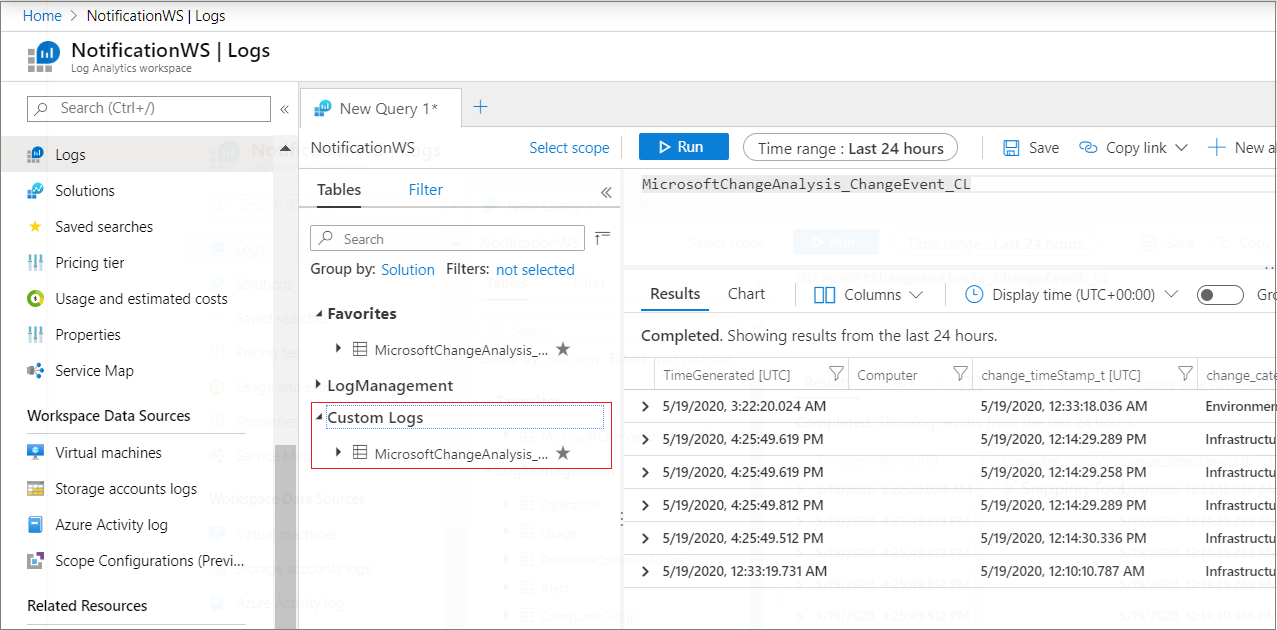 Home > NotificationWS | Logs
NotificationWS | Logs
Log Analytics workspace
Search (Ctrl+/)
«
Logs
Solutions
Saved searches
Pricing tier
Usage and estimated costs
Properties
Service Map
Workspace Data Sources
Virtual machines
Storage accounts logs
Azure Activity log
Scope Configurations (Previ...
Related Resources
New Query 1*
NotificationWS
Select scope
Run
Time range : Last 24 hours
Save
Copy link
New a
Tables
Filter
«
Search
Group by: Solution Filters: not selected
Favorites
MicrosoftChangeAnalysis_...
LogManagement
Custom Logs
MicrosoftChangeAnalysis_...
MicrosoftChangeAnalysis_ChangeEvent_CL
Results
Chart
Columns
Display time (UTC+00:00)
Gro
Completed. Showing results from the last 24 hours.
TimeGenerated [UTC] Computer change_timeStamp_t [UTC] change_cate
5/19/2020, 3:22:20.024 AM 5/19/2020, 12:33:18.036 AM Environmen
5/19/2020, 4:25:49.619 PM 5/19/2020, 12:14:29.289 PM Infrastructu
5/19/2020, 4:25:49.619 PM 5/19/2020, 12:14:29.258 PM Infrastructu
5/19/2020, 4:25:49.812 PM 5/19/2020, 12:14:29.289 PM Infrastructu
5/19/2020, 4:25:49.512 PM 5/19/2020, 12:14:30.336 PM Infrastructu
5/19/2020, 12:33:19.731 AM 5/19/2020, 12:10:10.787 AM Infrastructu